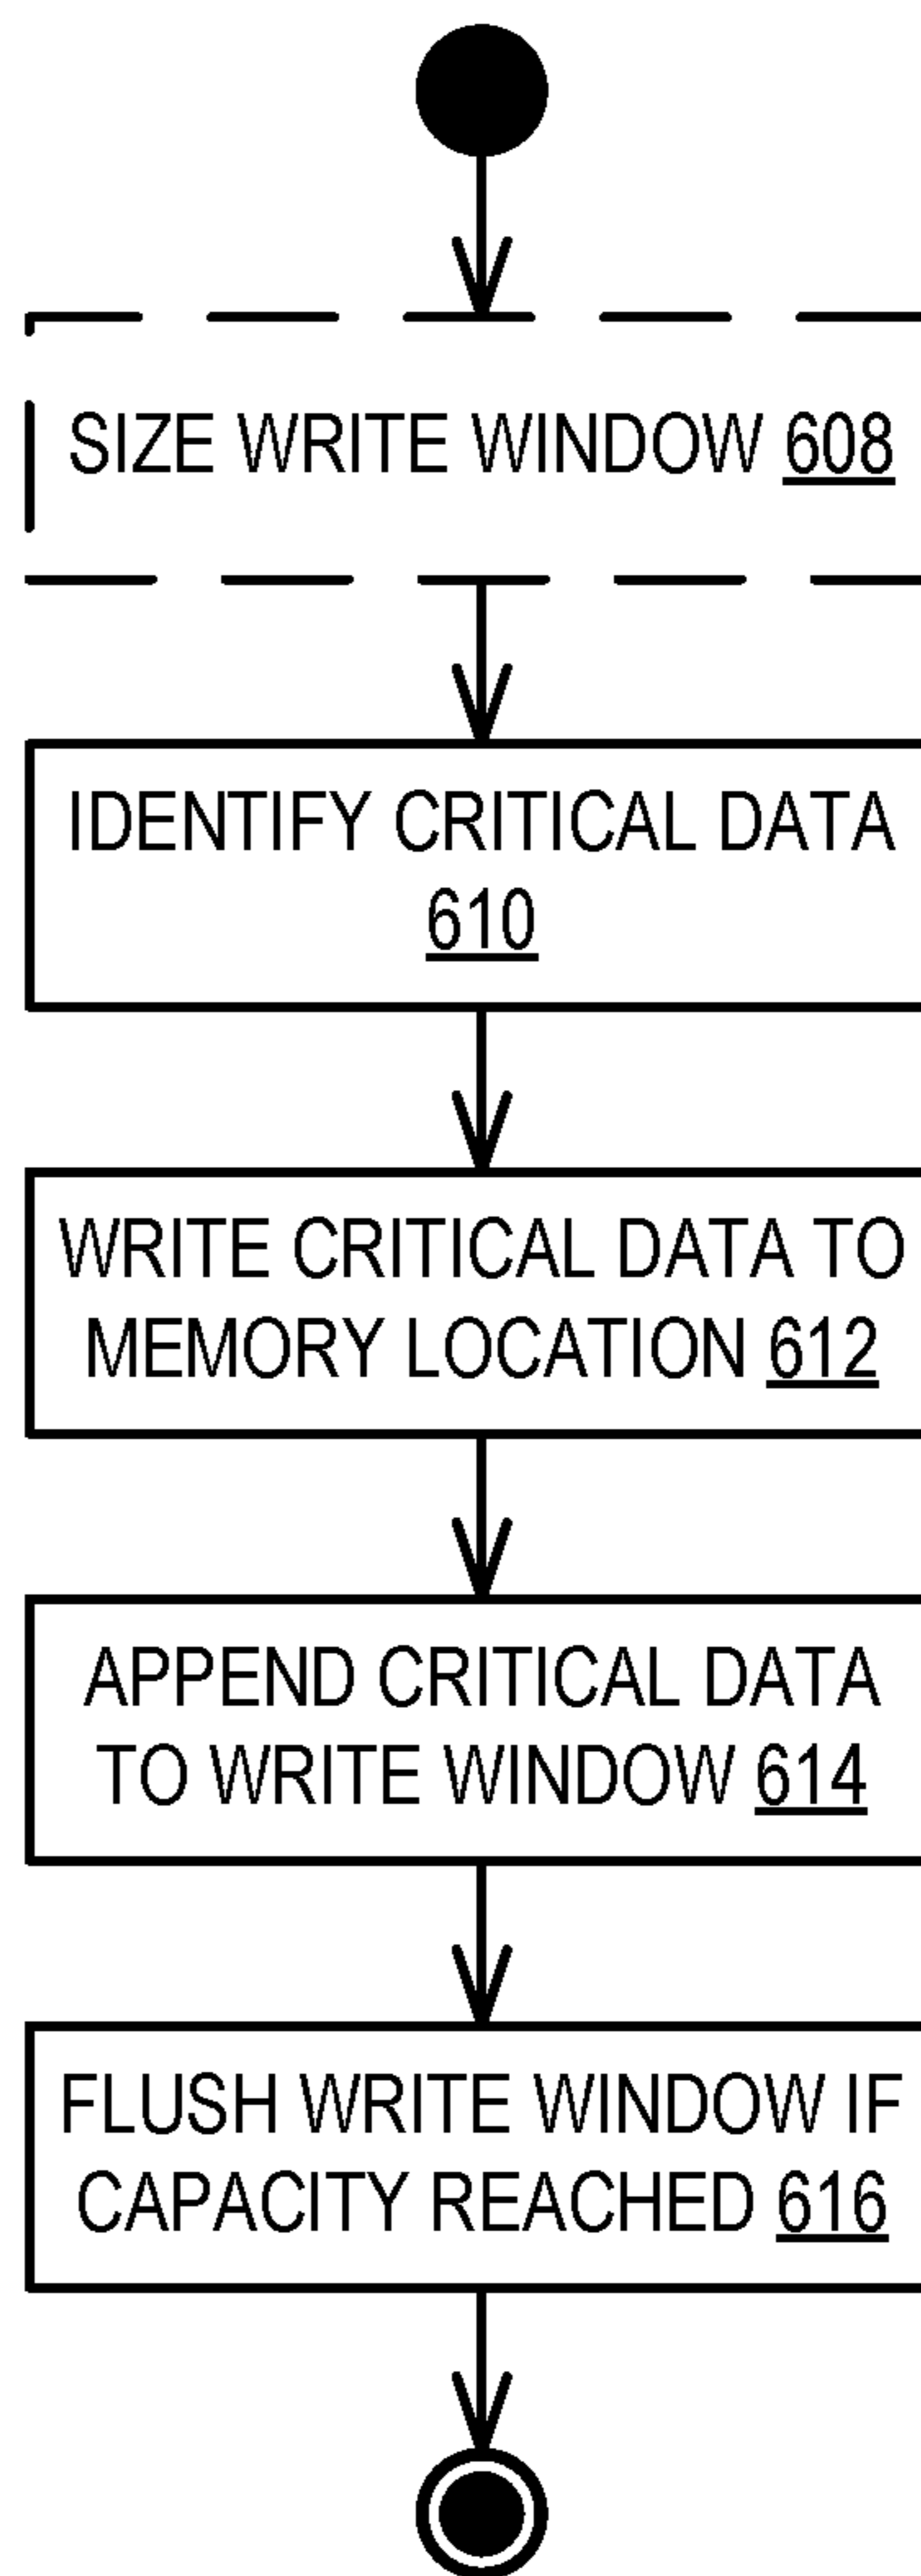 SIZE WRITE WINDOW 608
IDENTIFY CRITICAL DATA
610
WRITE CRITICAL DATA TO
MEMORY LOCATION 612
APPEND CRITICAL DATA
TO WRITE WINDOW 614
FLUSH WRITE WINDOW IF
CAPACITY REACHED 616